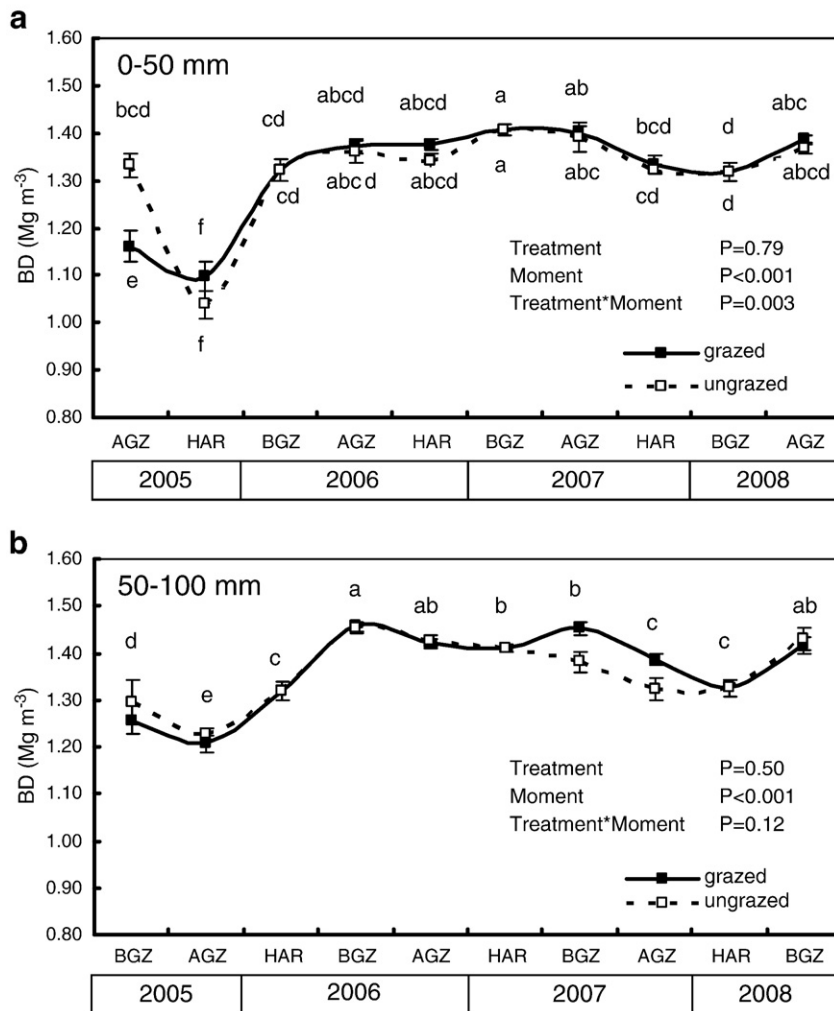 a
1.60
0-50 mm
1.50
abcd abcd a ab abc
bcd cd bcd d
1.40
1.30
cd abc d abcd a abc cd d abcd
1.20
f
Treatment P=0.79
1.10
e
Moment P<0.001
Treatment*Moment P=0.003
1.00
f
grazed
0.90
ungrazed
0.80
BD (Mg m-3)
AGZ HAR BGZ AGZ HAR BGZ AGZ HAR BGZ AGZ
2005 2006 2007 2008
b
1.60
50-100 mm
1.50
d e c a ab b b c c ab
1.40
1.30
1.20
Treatment P=0.50
1.10
Moment P<0.001
Treatment*Moment P=0.12
1.00
grazed
0.90
ungrazed
0.80
BD (Mg m-3)
BGZ AGZ HAR BGZ AGZ HAR BGZ AGZ HAR BGZ
2005 2006 2007 2008